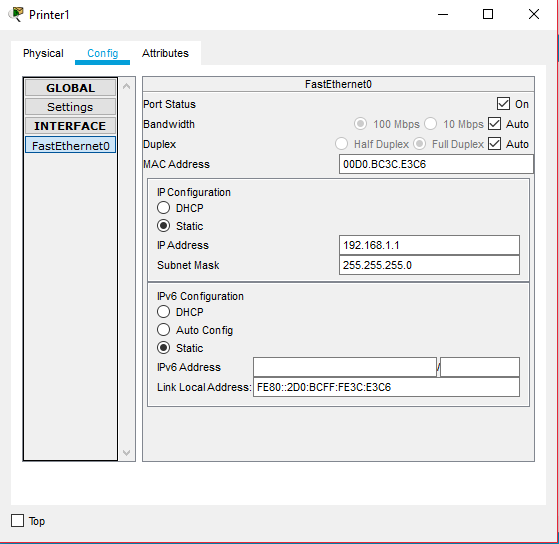 Printer1
Physical Config Attributes
GLOBAL
Settings
INTERFACE
FastEthernet0
FastEthernet0
Port Status On
Bandwidth 100 Mbps 10 Mbps Auto
Duplex Half Duplex Full Duplex Auto
MAC Address 00D0.BC3C.E3C6
IP Configuration
DHCP
Static
IP Address 192.168.1.1
Subnet Mask 255.255.255.0
IPv6 Configuration
DHCP
Auto Config
Static
IPv6 Address /
Link Local Address: FE80::2D0:BCFF:FE3C:E3C6
Top